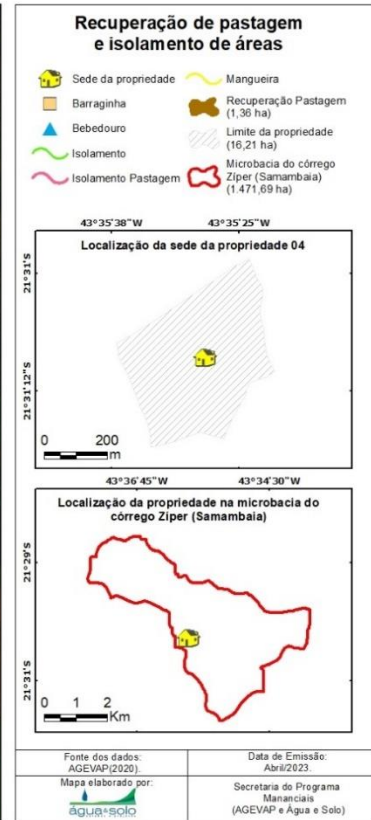 Recuperação de pastagem
e isolamento de áreas
Sede da propriedade
Barraginha
Bebedouro
Isolamento
Isolamento Pastagem
Mangueira
Recuperação Pastagem
(1,36 ha)
Limite da propriedade
(16,21 ha)
Microbacia do córrego
Zíper (Samambaia)
(1.471,69 ha)
43°35'38"W
43°35'25"W
Localização da sede da propriedade 04
21°31'S
21°31'12"S
0 200
m
43°36'45"W
43°34'30"W
Localização da propriedade na microbacia do
córrego Zíper (Samambaia)
21°29'S
21°31'S
0 1 2
Km
Fonte dos dados:
AGEVAP(2020).
Data de Emissão:
Abril/2023.
Mapa elaborado por:
água e solo
Secretaria do Programa
Mananciais
(AGEVAP e Água e Solo)